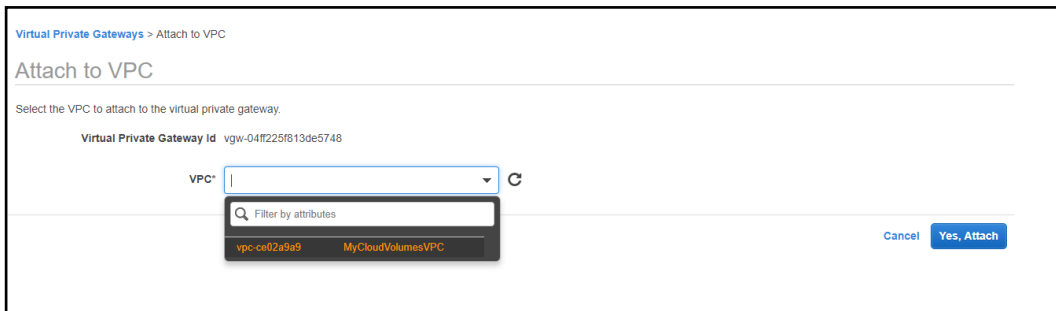 Virtual Private Gateways > Attach to VPC
Attach to VPC
Select the VPC to attach to the virtual private gateway.
Virtual Private Gateway Id vgw-04ff225f813de5748
VPC*
Filter by attributes
vpc-ce02a9a9 MyCloudVolumesVPC
Cancel Yes, Attach